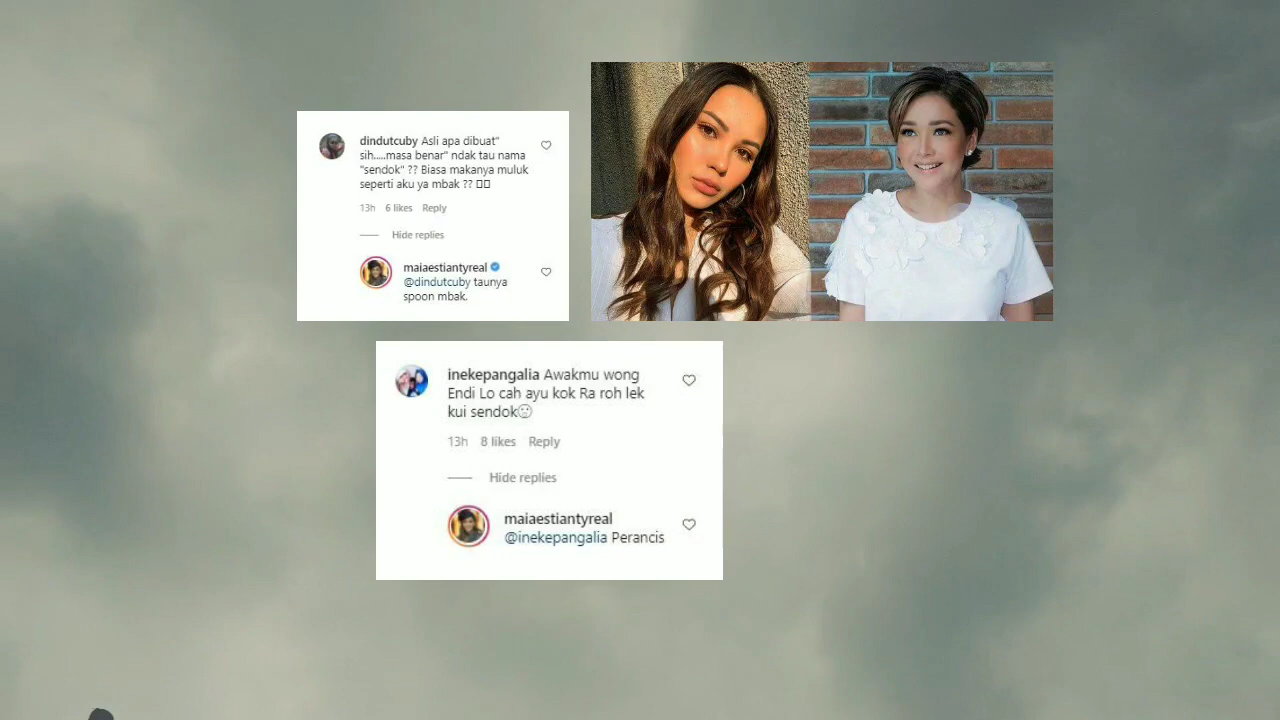 dindutcuby Asli apa dibuat"
sih.....masa benar" ndak tau nama
"sendok" ?? Biasa makanya muluk
seperti aku ya mbak ??
13h 6 likes Reply
Hide replies
maiaestiantyreal
@dindutcuby taunya
spoon mbak.
inekepangalia Awakmu wong
Endi Lo cah ayu kok Ra roh lek
kui sendok
13h 8 likes Reply
Hide replies
maiaestiantyreal
@inekepangalia Perancis